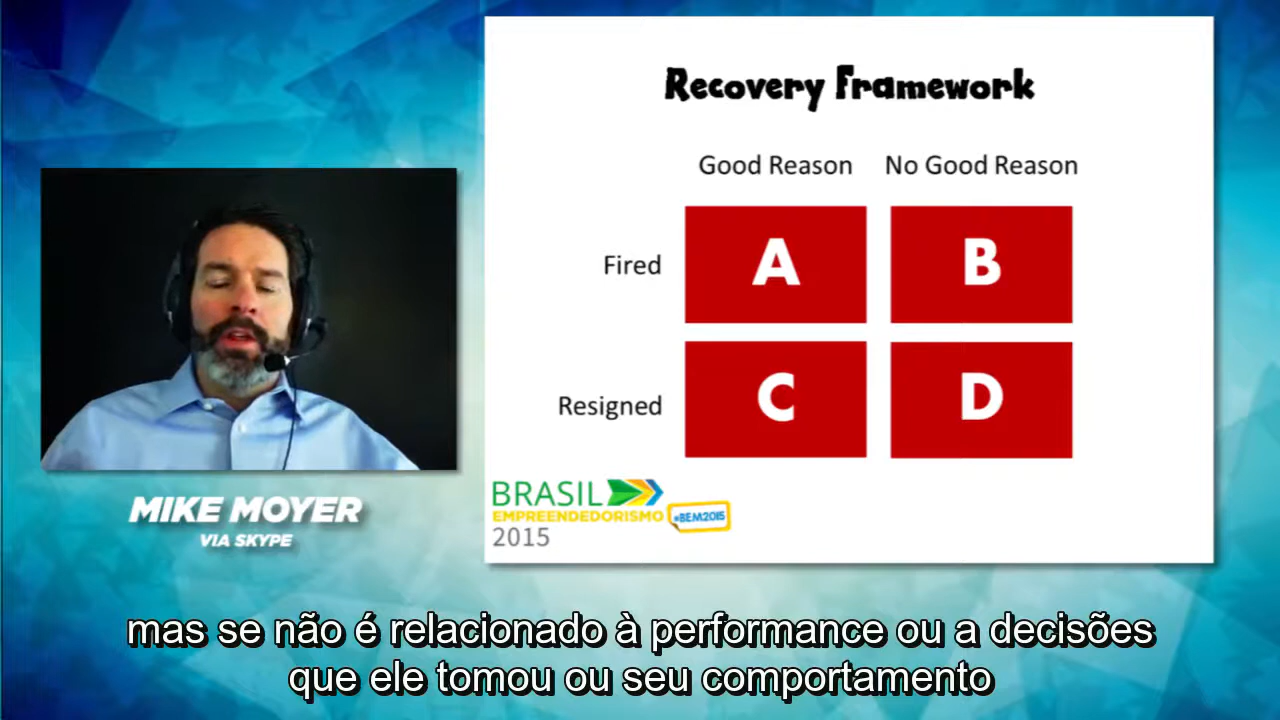 Recovery Framework
Good Reason No Good Reason
Fired A B
Resigned C D
BRASIL
EMPREENDEDORISMO #BEM2015
2015
MIKE MOYER
VIA SKYPE
mas se não é relacionado à performance ou a decisões
que ele tomou ou seu comportamento